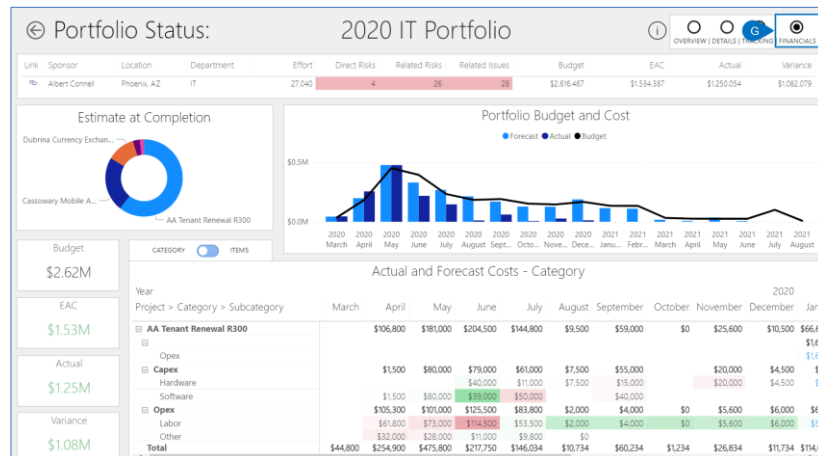 Portfolio Status:
2020 IT Portfolio
OVERVIEW | DETAILS | TRACKING | FINANCIALS
G
Link Sponsor Location Department Effort Direct Risks Related Risks Related Issues Budget EAC Actual Variance
Albert Connell Phoenix, AZ IT 27,040 4 26 28 $2,616,467 $1,534,387 $1,250,054 $1,082,079
Estimate at Completion
Dubrina Currency Exchan...
Cassowary Mobile A...
AA Tenant Renewal R300
Portfolio Budget and Cost
Forecast Actual Budget
$0.5M
$0.0M
2020 2020 2020 2020 2020 2020 2020 2020 2020 2020 2021 2021 2021 2021 2021 2021 2021 2021
March April May June July August Sept... Octo... Nove... Dece... Janu... Febr... March April May June July August
Budget
$2.62M
EAC
$1.53M
Actual
$1.25M
Variance
$1.08M
CATEGORY ITEMS
Actual and Forecast Costs - Category
Year 2020
Project > Category > Subcategory March April May June July August September October November December
AA Tenant Renewal R300 $106,800 $181,000 $204,500 $144,800 $9,500 $59,000 $0 $25,600 $10,500
Opex
Capex $1,500 $80,000 $79,000 $61,000 $7,500 $55,000 $20,000 $4,500
Hardware $40,000 $11,000 $7,500 $15,000 $20,000 $4,500
Software $1,500 $80,000 $39,000 $50,000 $40,000
Opex $105,300 $101,000 $125,500 $83,800 $2,000 $4,000 $0 $5,600 $6,000
Labor $61,800 $73,000 $114,500 $53,500 $2,000 $4,000 $0 $5,600 $6,000
Other $32,000 $28,000 $11,000 $9,800 $0
Total $44,800 $254,900 $475,800 $217,750 $146,034 $10,734 $60,234 $1,234 $26,834 $11,734